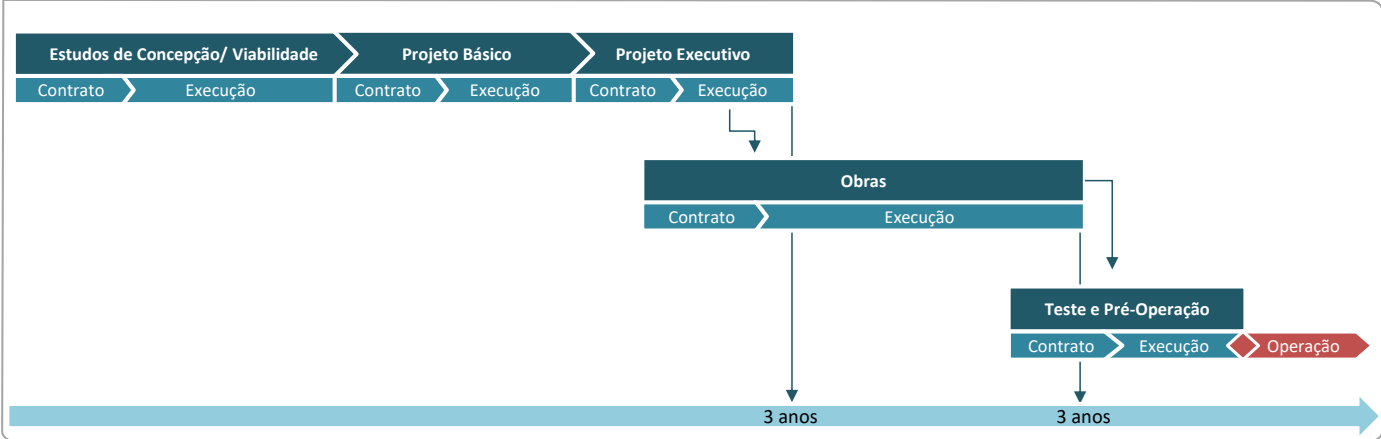 Estudos de Concepção/ Viabilidade
Projeto Básico
Projeto Executivo
Contrato
Execução
Contrato
Execução
Contrato
Execução
Obras
Contrato
Execução
Teste e Pré-Operação
Contrato
Execução
Operação
3 anos
3 anos